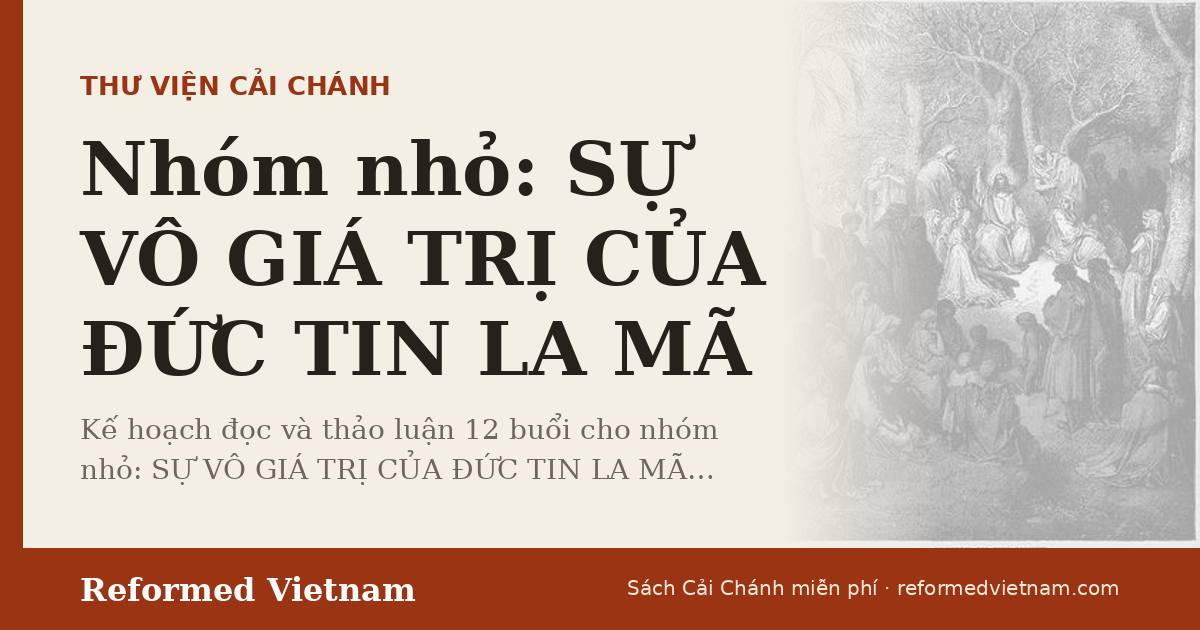 THƯ VIỆN CẢI CHÁNH
Nhóm nhỏ: SỰ
VÔ GIÁ TRỊ CỦA
ĐỨC TIN LA MÃ
Kế hoạch đọc và thảo luận 12 buổi cho nhóm
nhỏ: SỰ VÔ GIÁ TRỊ CỦA ĐỨC TIN LA MÃ...
Reformed Vietnam
Sách Cải Chánh miễn phí · reformedvietnam.com